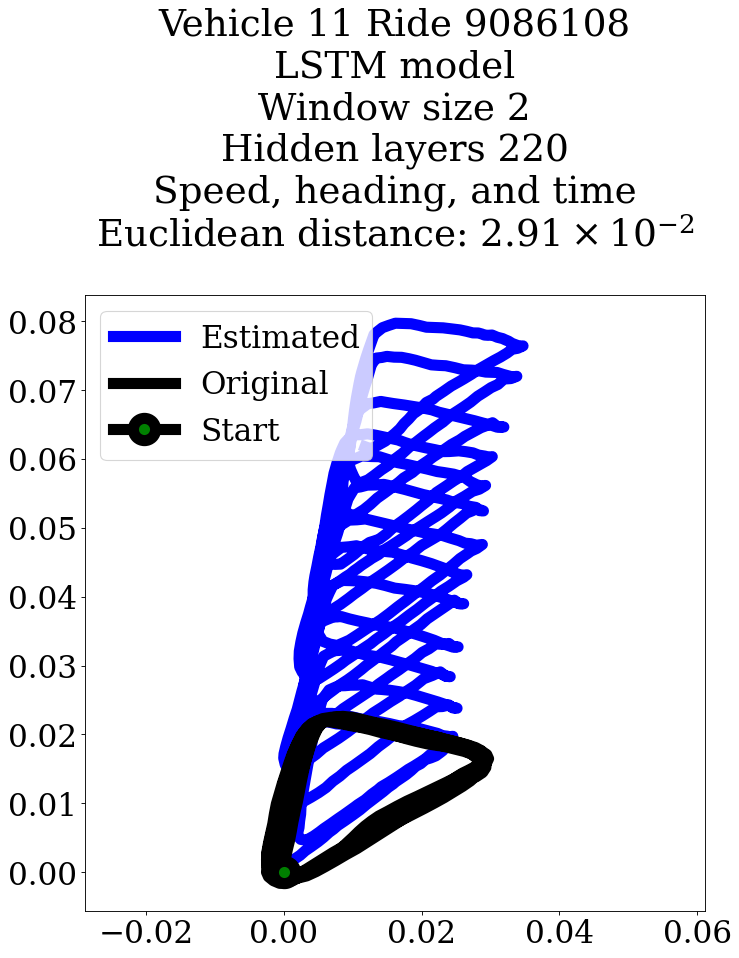 Vehicle 11 Ride 9086108
LSTM model
Window size 2
Hidden layers 220
Speed, heading, and time
Euclidean distance: 2.91 × 10⁻²
Estimated
Original
Start
0.08
0.07
0.06
0.05
0.04
0.03
0.02
0.01
0.00
−0.02 0.00 0.02 0.04 0.06